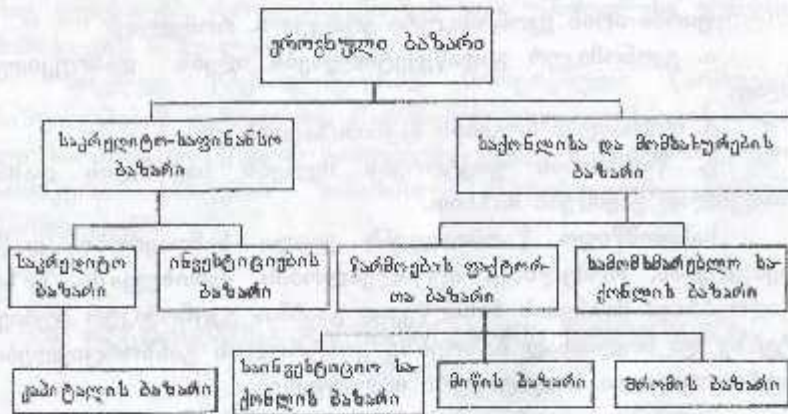 ეროვნული ბაზარი
საკრედიტო-საფინანსო
ბაზარი
საქონლისა და მომსახურების
ბაზარი
საკრედიტო
ბაზარი
ინვესტიციების
ბაზარი
წარმოების ფაქტორ-
თა ბაზარი
სამომხმარებლო სა-
ქონლის ბაზარი
კაპიტალის ბაზარი
საინვესტიციო სა-
ქონლის ბაზარი
მიწის ბაზარი
შრომის ბაზარი